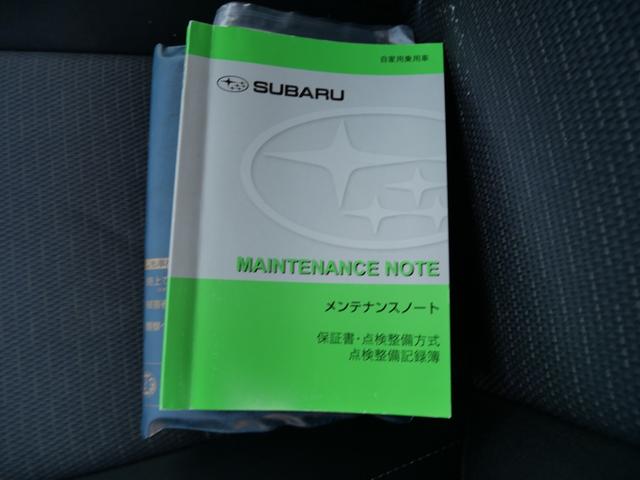 自家用乗用車
SUBARU
MAINTENANCE NOTE
メンテナンスノート
保証書・点検整備方式
点検整備記録簿